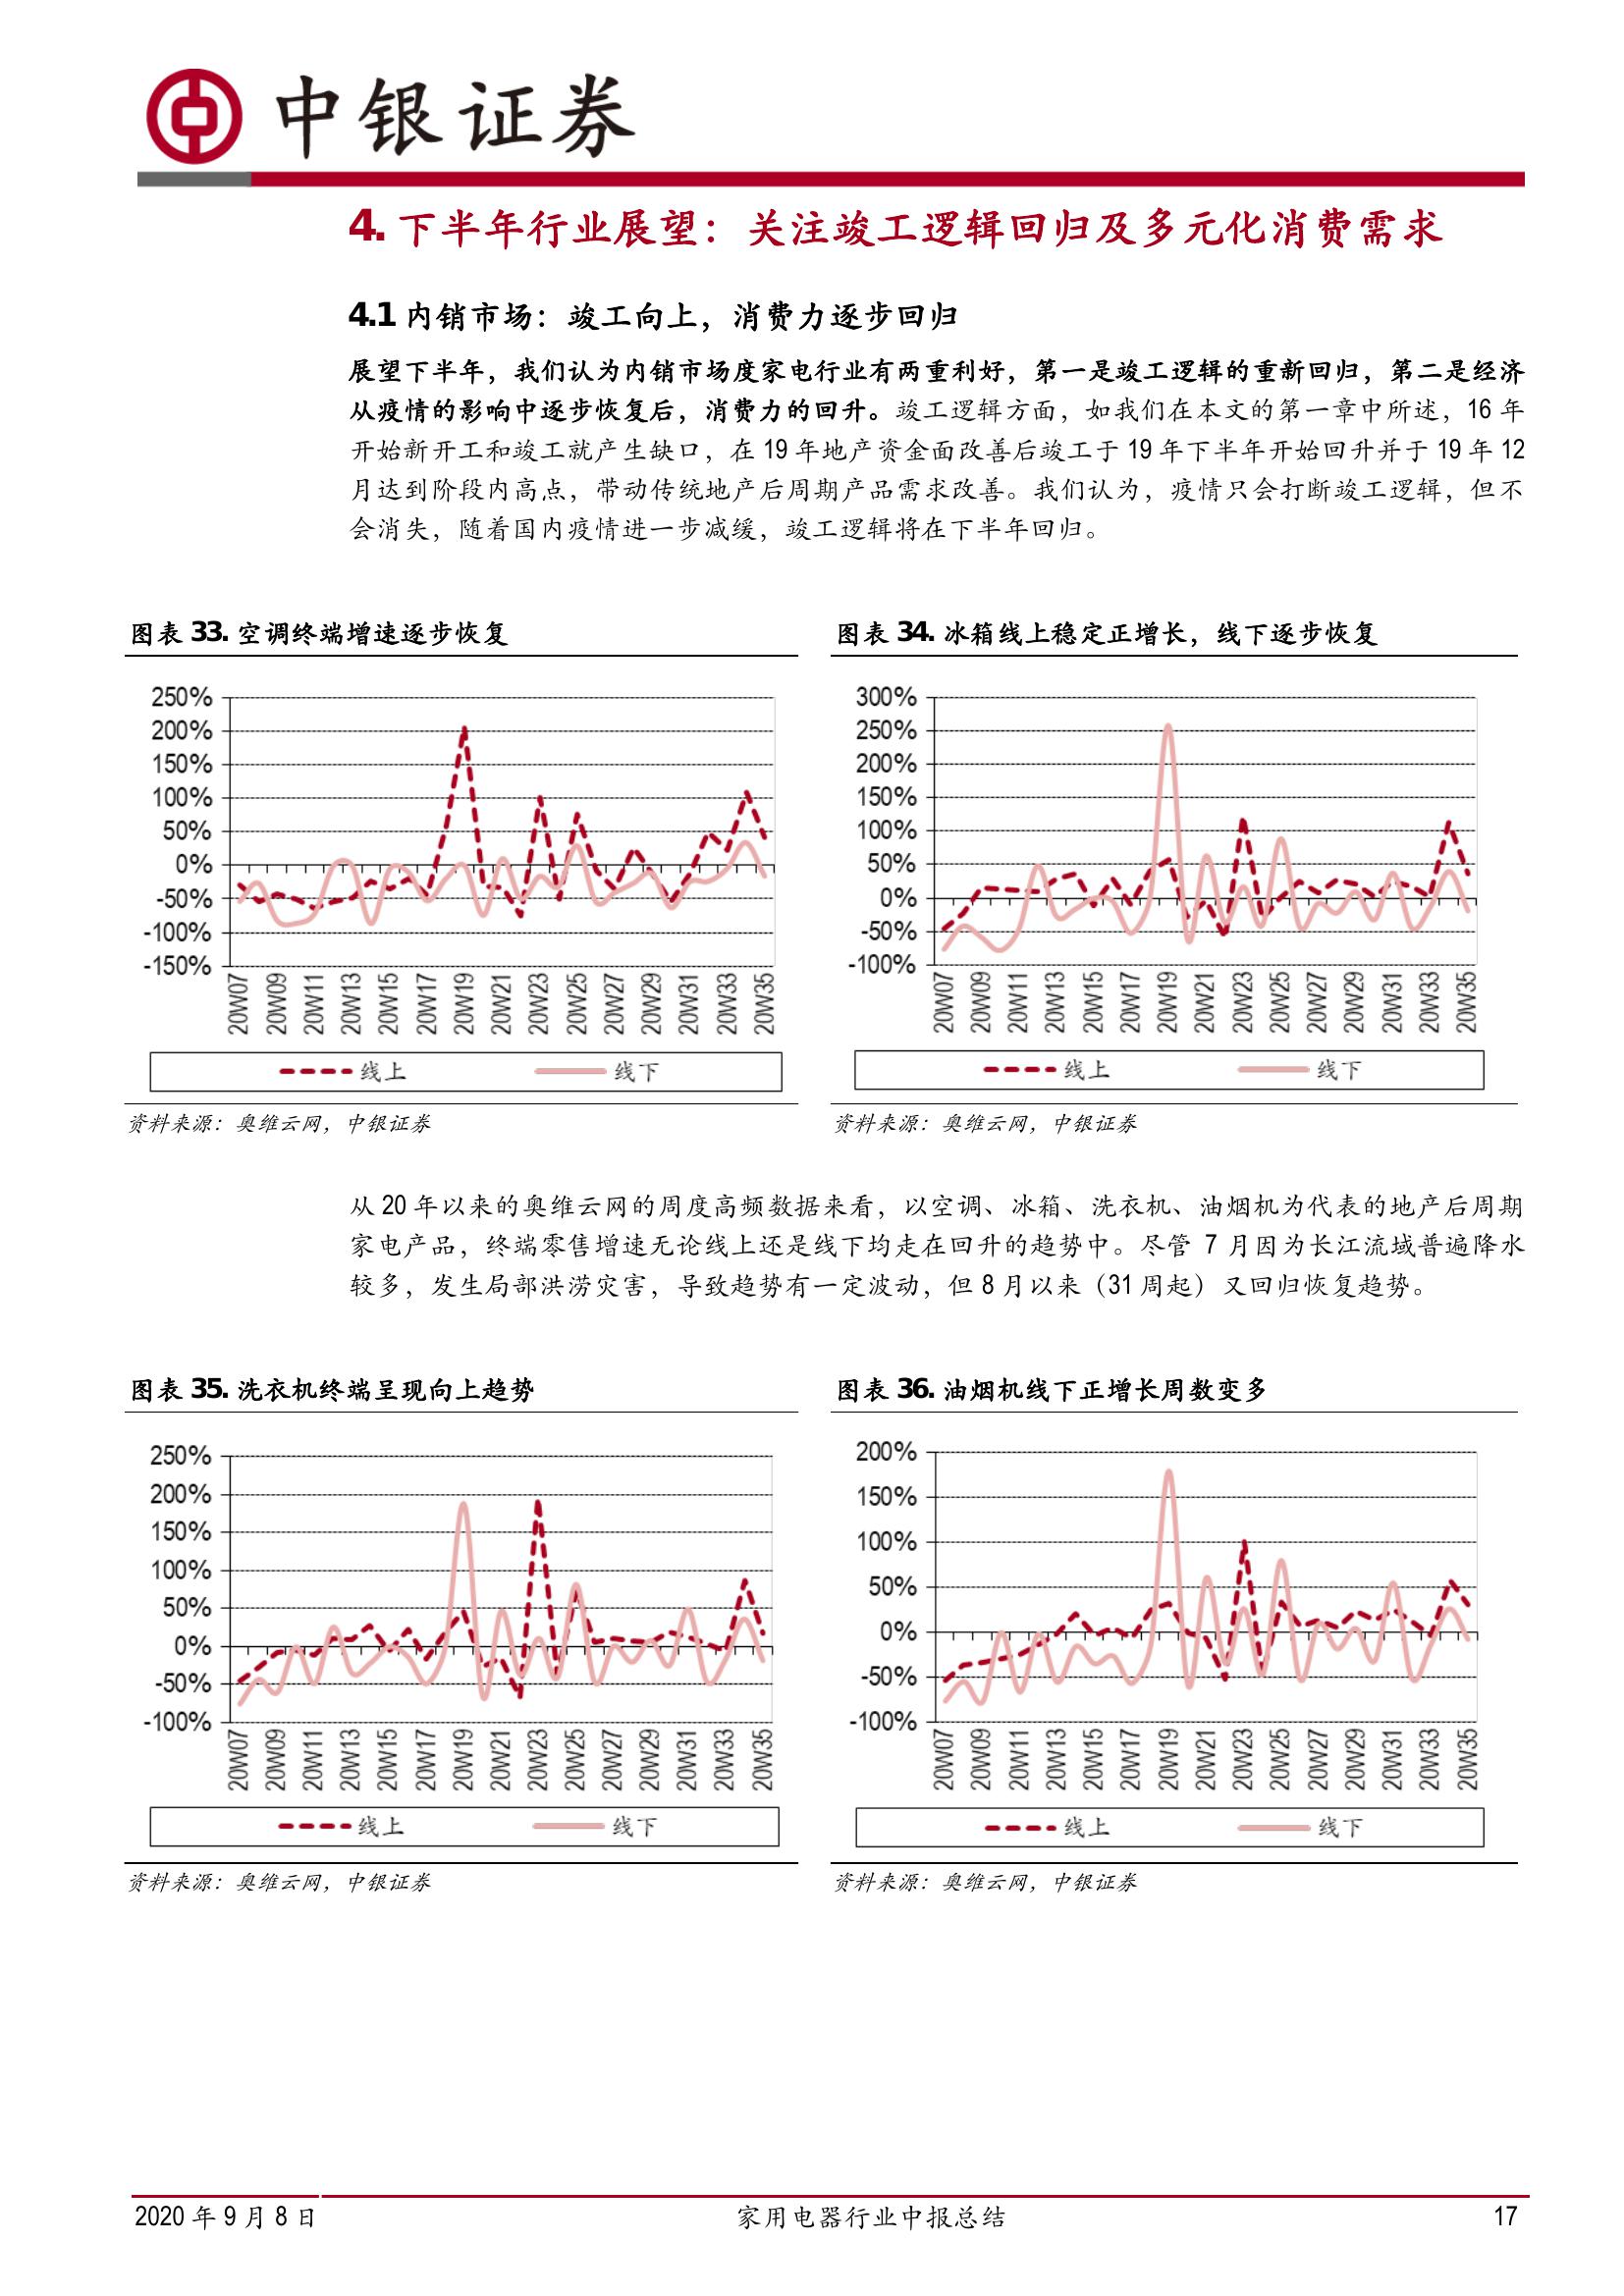 中银证券
4. 下半年行业展望：关注竣工逻辑回归及多元化消费需求
4.1 内销市场：竣工向上，消费力逐步回归
展望下半年，我们认为内销市场度家电行业有两重利好，第一是竣工逻辑的重新回归，第二是经济
从疫情的影响中逐步恢复后，消费力的回升。竣工逻辑方面，如我们在本文的第一章中所述，16 年
开始新开工和竣工就产生缺口，在 19 年地产资金面改善后竣工于 19 年下半年开始回升并于 19 年 12
月达到阶段内高点，带动传统地产后周期产品需求改善。我们认为，疫情只会打断竣工逻辑，但不
会消失，随着国内疫情进一步减缓，竣工逻辑将在下半年回归。
图表 33. 空调终端增速逐步恢复
250%
200%
150%
100%
50%
0%
-50%
-100%
-150%
20W07 20W09 20W11 20W13 20W15 20W17 20W19 20W21 20W23 20W25 20W27 20W29 20W31 20W33 20W35
线上 线下
资料来源：奥维云网，中银证券
图表 34. 冰箱线上稳定正增长，线下逐步恢复
300%
250%
200%
150%
100%
50%
0%
-50%
-100%
20W07 20W09 20W11 20W13 20W15 20W17 20W19 20W21 20W23 20W25 20W27 20W29 20W31 20W33 20W35
线上 线下
资料来源：奥维云网，中银证券
从 20 年以来的奥维云网的周度高频数据来看，以空调、冰箱、洗衣机、油烟机为代表的地产后周期
家电产品，终端零售增速无论线上还是线下均走在回升的趋势中。尽管 7 月因为长江流域普遍降水
较多，发生局部洪涝灾害，导致趋势有一定波动，但 8 月以来（31 周起）又回归恢复趋势。
图表 35. 洗衣机终端呈现向上趋势
250%
200%
150%
100%
50%
0%
-50%
-100%
20W07 20W09 20W11 20W13 20W15 20W17 20W19 20W21 20W23 20W25 20W27 20W29 20W31 20W33 20W35
线上 线下
资料来源：奥维云网，中银证券
图表 36. 油烟机线下正增长周数变多
200%
150%
100%
50%
0%
-50%
-100%
20W07 20W09 20W11 20W13 20W15 20W17 20W19 20W21 20W23 20W25 20W27 20W29 20W31 20W33 20W35
线上 线下
资料来源：奥维云网，中银证券
2020 年 9 月 8 日 家用电器行业中报总结 17